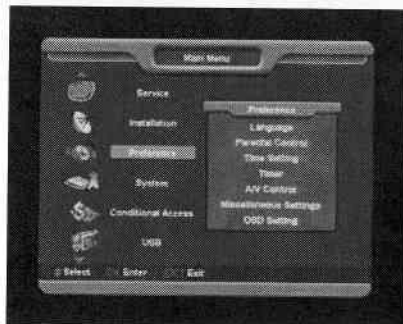 Main Menu
Service
Installation
Preference
System
Conditional Access
USB
Preference
Language
Parental Control
Time Setting
Timer
A/V Control
Miscellaneous Settings
OSD Setting
Select Enter Exit